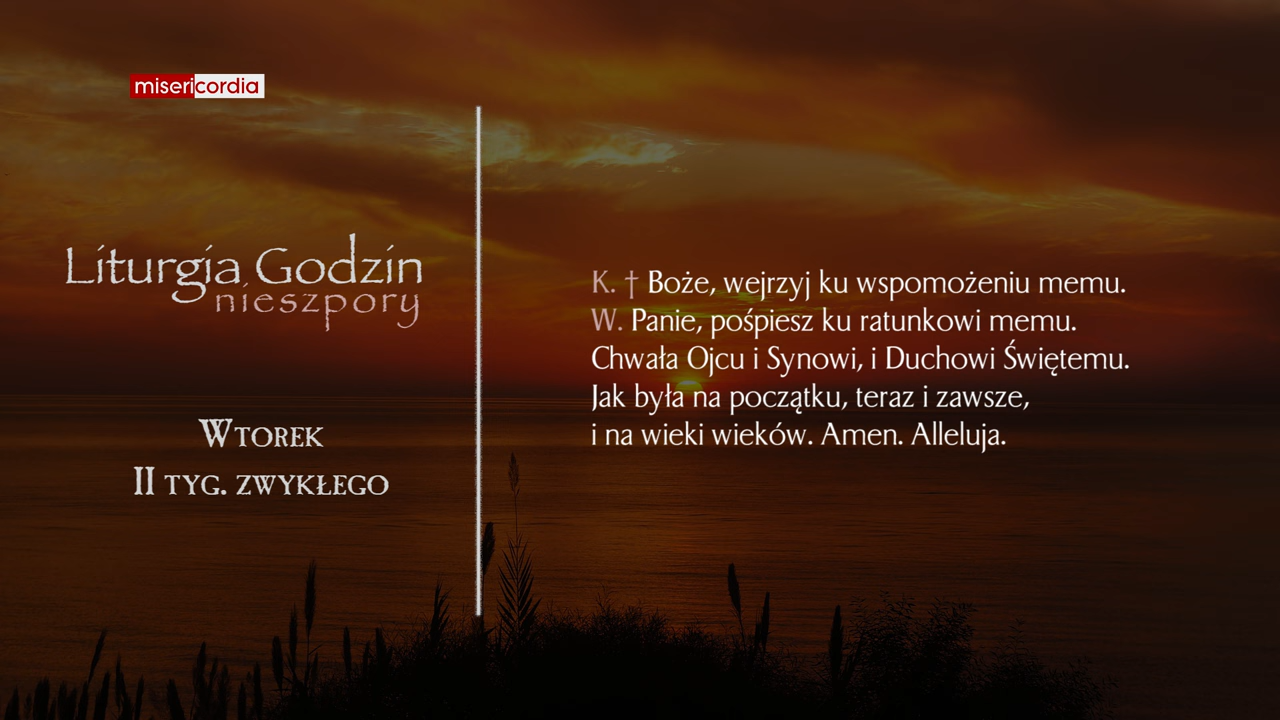 misericordia
Liturgia Godzin
nieszpory
Wtorek
II tyg. zwykłego
K. † Boże, wejrzyj ku wspomożeniu memu.
W. Panie, pośpiesz ku ratunkowi memu.
Chwała Ojcu i Synowi, i Duchowi Świętemu.
Jak była na początku, teraz i zawsze,
i na wieki wieków. Amen. Alleluja.